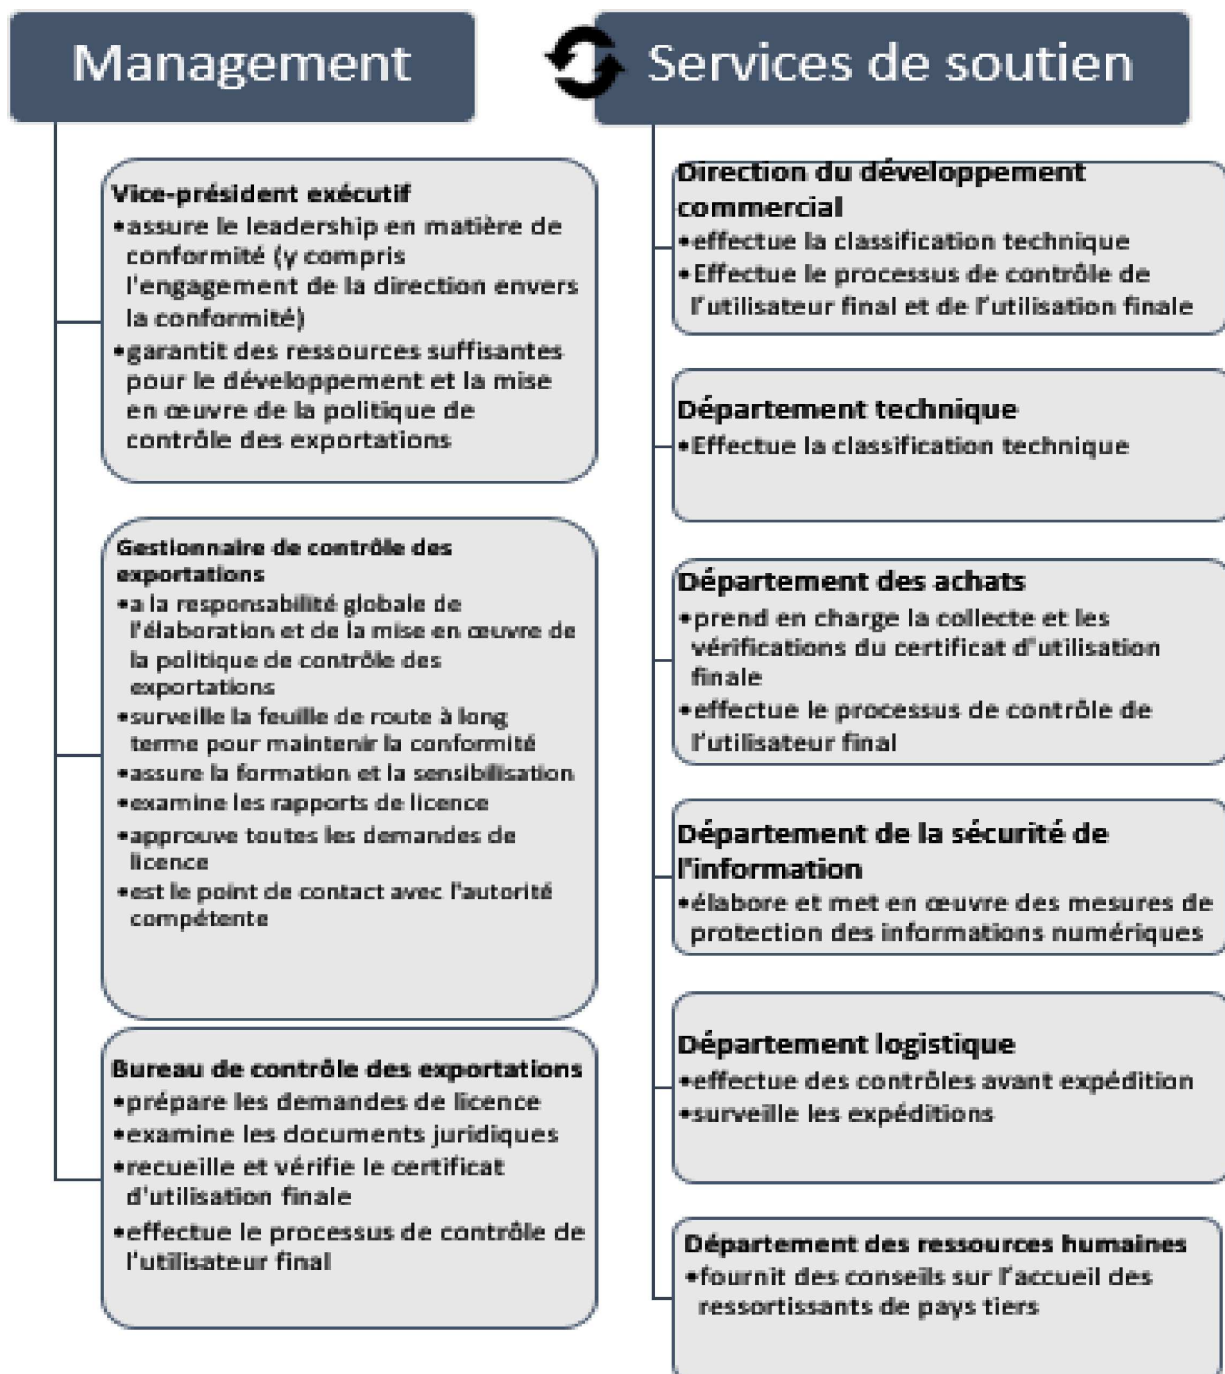 Management
Vice-président exécutif
•assure le leadership en matière de
conformité (y compris
l'engagement de la direction envers
la conformité)
•garantit des ressources suffisantes
pour le développement et la mise
en œuvre de la politique de
contrôle des exportations
Gestionnaire de contrôle des
exportations
•a la responsabilité globale de
l'élaboration et de la mise en œuvre de
la politique de contrôle des
exportations
•surveille la feuille de route à long
terme pour maintenir la conformité
•assure la formation et la sensibilisation
•examine les rapports de licence
•approuve toutes les demandes de
licence
•est le point de contact avec l'autorité
compétente
Bureau de contrôle des exportations
•prépare les demandes de licence
•examine les documents juridiques
•recueille et vérifie le certificat
d'utilisation finale
•effectue le processus de contrôle de
l'utilisateur final
Services de soutien
Direction du développement
commercial
•effectue la classification technique
•Effectue le processus de contrôle de
l'utilisateur final et de l'utilisation finale
Département technique
•Effectue la classification technique
Département des achats
•prend en charge la collecte et les
vérifications du certificat d'utilisation
finale
•effectue le processus de contrôle de
l'utilisateur final
Département de la sécurité de
l'information
•élabore et met en œuvre des mesures de
protection des informations numériques
Département logistique
•effectue des contrôles avant expédition
•surveille les expéditions
Département des ressources humaines
•fournit des conseils sur l'accueil des
ressortissants de pays tiers